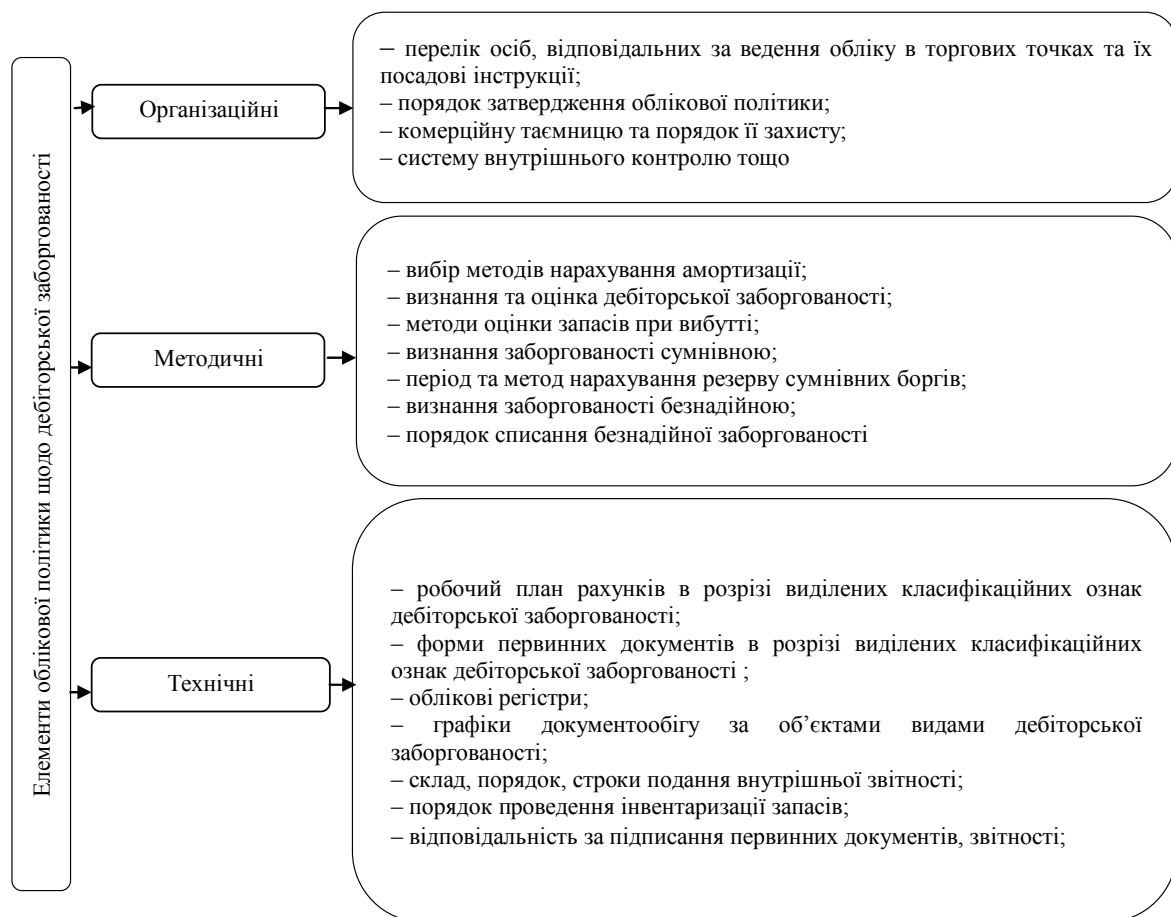 Елементи облікової політики щодо дебіторської заборгованості
Організаційні
– перелік осіб, відповідальних за ведення обліку в торгових точках та їх
посадові інструкції;
– порядок затвердження облікової політики;
– комерційну таємницю та порядок її захисту;
– систему внутрішнього контролю тощо
Методичні
– вибір методів нарахування амортизації;
– визнання та оцінка дебіторської заборгованості;
– методи оцінки запасів при вибутті;
– визнання заборгованості сумнівною;
– період та метод нарахування резерву сумнівних боргів;
– визнання заборгованості безнадійною;
– порядок списання безнадійної заборгованості
Технічні
– робочий план рахунків в розрізі виділених класифікаційних ознак
дебіторської заборгованості;
– форми первинних документів в розрізі виділених класифікаційних
ознак дебіторської заборгованості ;
– облікові регістри;
– графіки документообігу за об’єктами видами дебіторської
заборгованості;
– склад, порядок, строки подання внутрішньої звітності;
– порядок проведення інвентаризації запасів;
– відповідальність за підписання первинних документів, звітності;